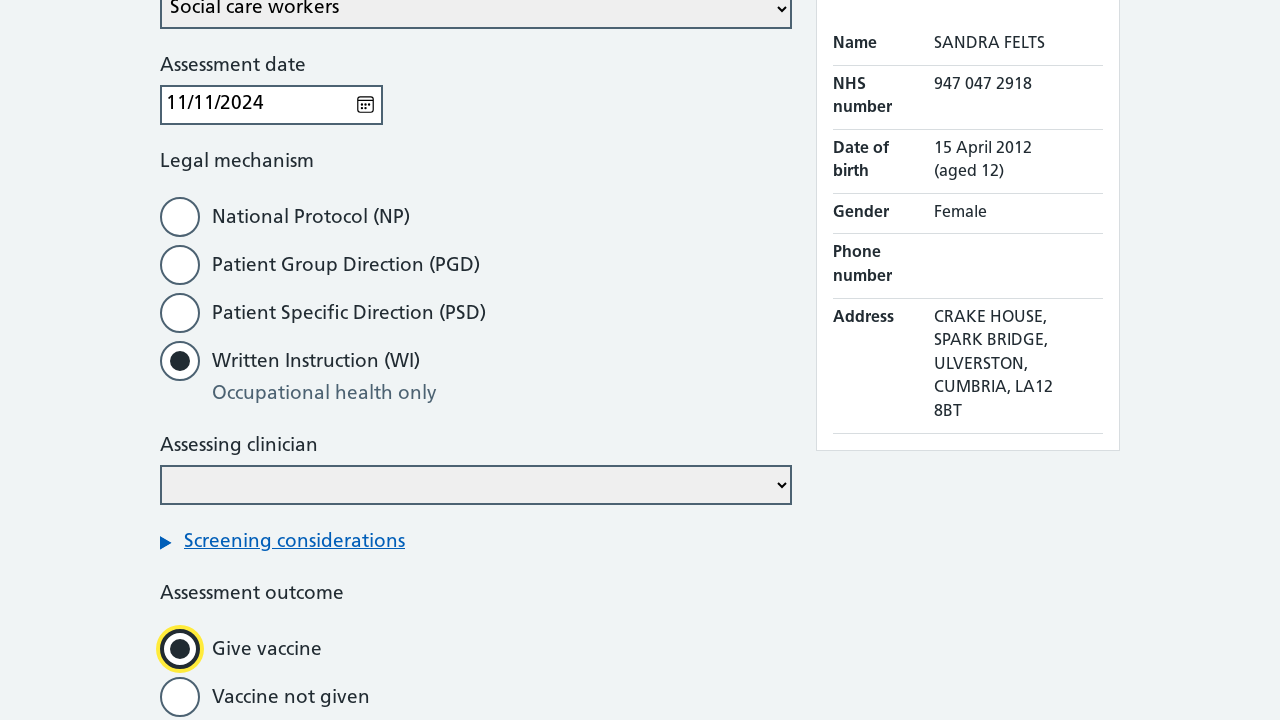 Social care workers
Assessment date
11/11/2024
Legal mechanism
National Protocol (NP)
Patient Group Direction (PGD)
Patient Specific Direction (PSD)
Written Instruction (WI)
Occupational health only
Assessing clinician
Screening considerations
Assessment outcome
Give vaccine
Vaccine not given
Name SANDRA FELTS
NHS number 947 047 2918
Date of birth 15 April 2012 (aged 12)
Gender Female
Phone number
Address CRAKE HOUSE,
SPARK BRIDGE,
ULVERSTON,
CUMBRIA, LA12
8BT